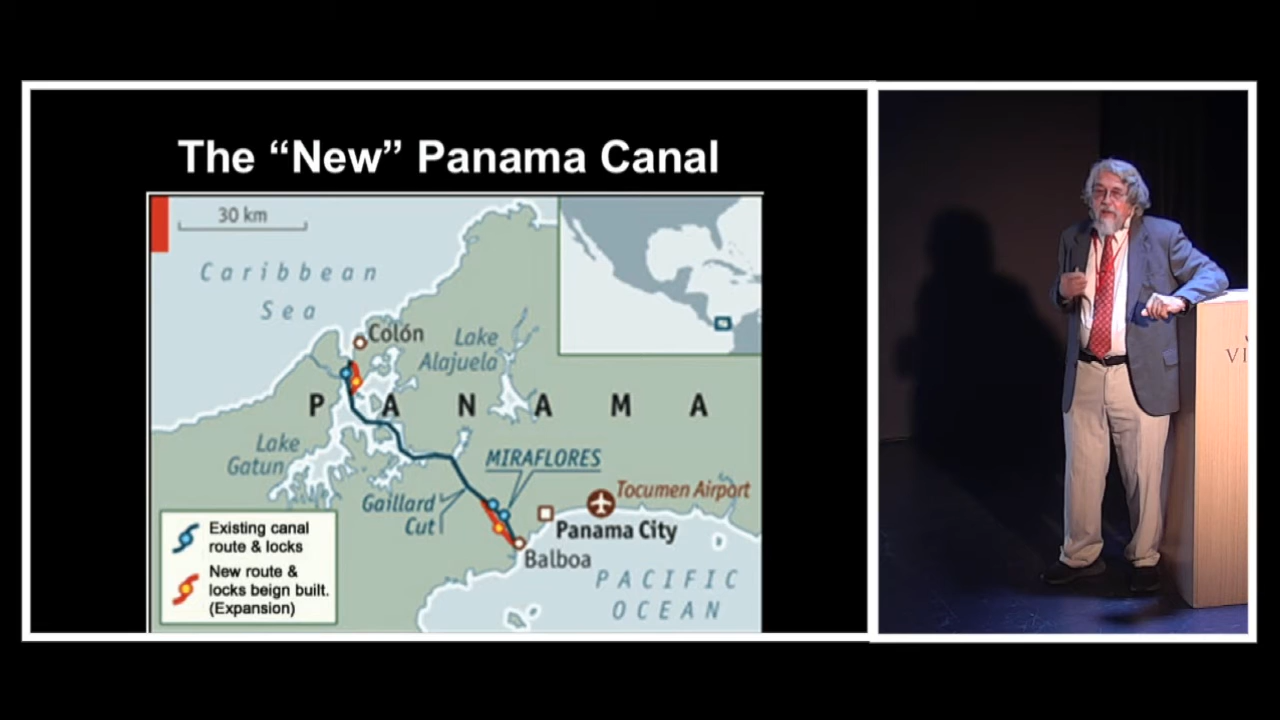 The “New” Panama Canal
30 km
Caribbean
Sea
Colón
Lake
Alajuela
PANAMA
Lake
Gatun
MIRAFLORES
Gaillard
Cut
Tocumen Airport
Panama City
Balboa
PACIFIC
OCEAN
Existing canal
route & locks
New route &
locks beign built.
(Expansion)